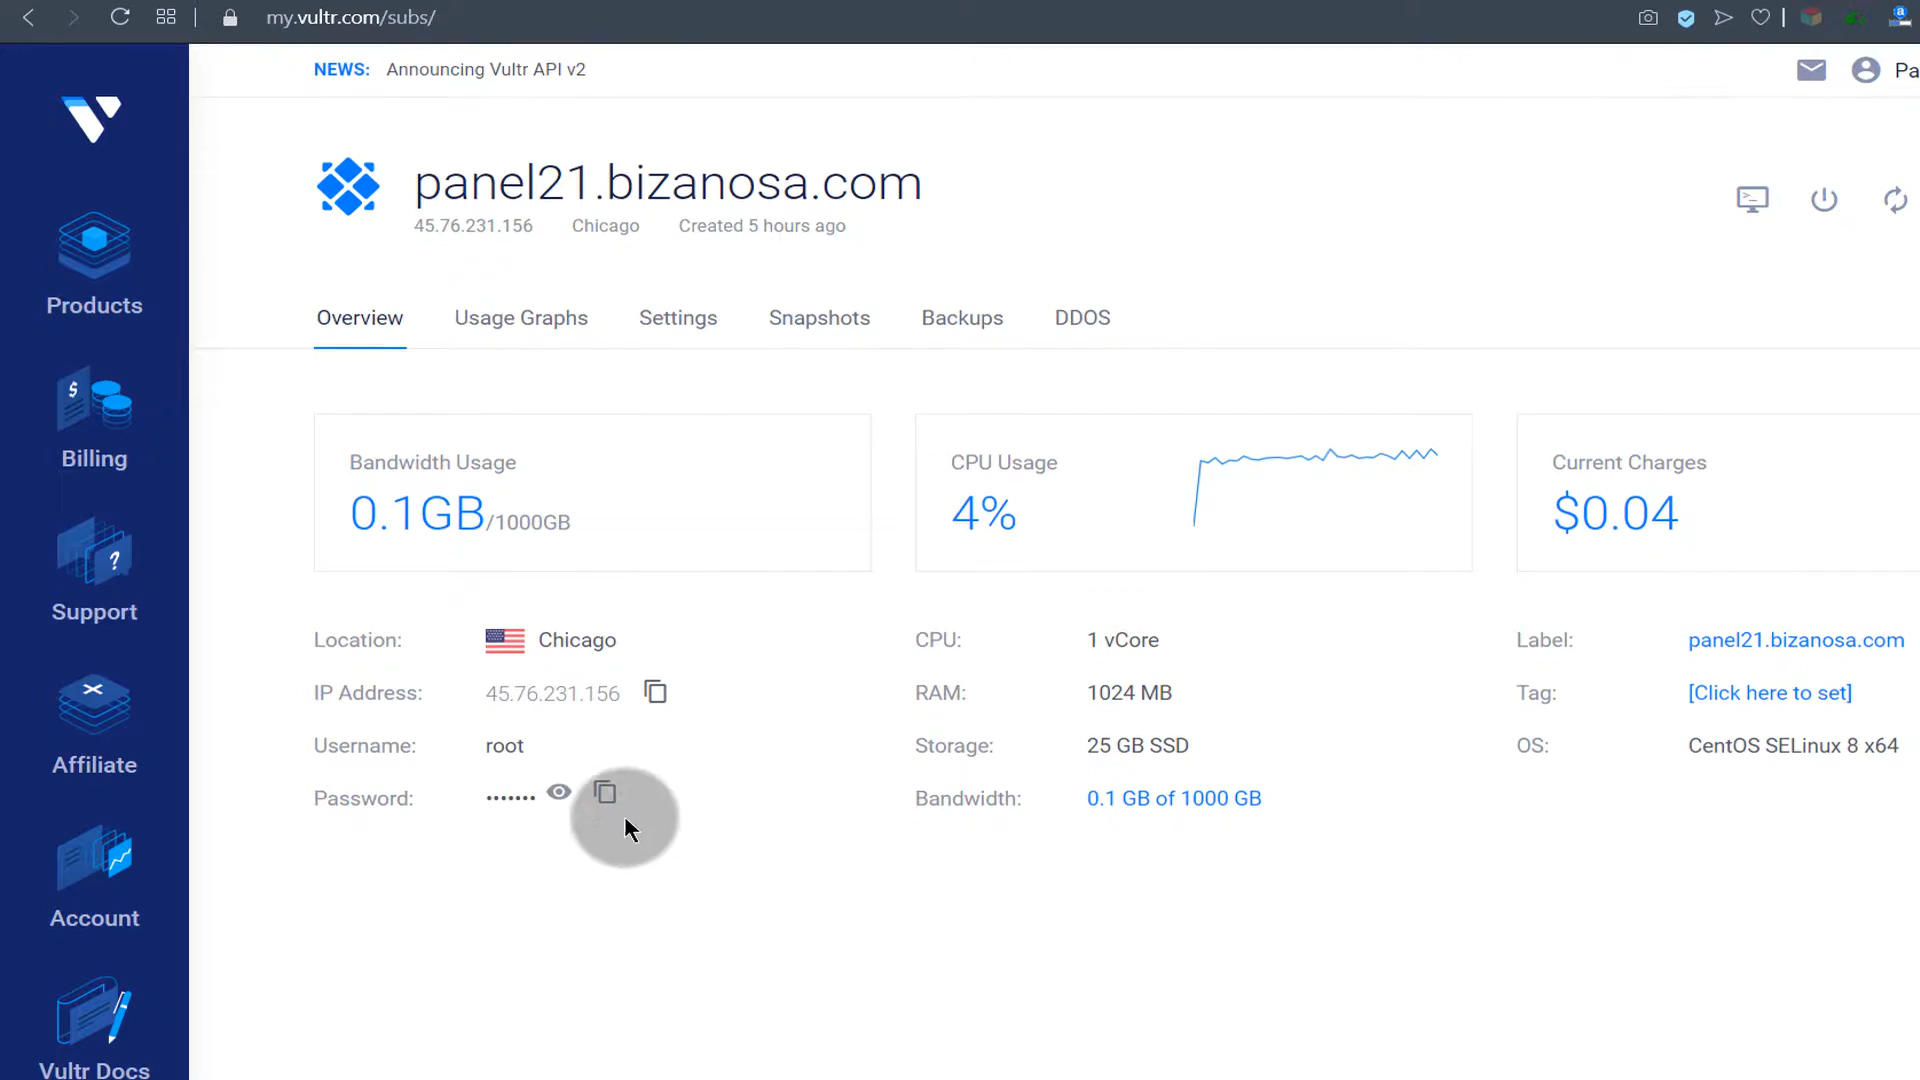 my.vultr.com/subs/
NEWS: Announcing Vultr API v2
Pa
panel21.bizanosa.com
45.76.231.156 Chicago Created 5 hours ago
Overview Usage Graphs Settings Snapshots Backups DDOS
Products
Billing
Support
Affiliate
Account
Vultr Docs
Bandwidth Usage
0.1GB/1000GB
CPU Usage
4%
Current Charges
$0.04
Location: Chicago
IP Address: 45.76.231.156
Username: root
Password: •••••••
CPU: 1 vCore
RAM: 1024 MB
Storage: 25 GB SSD
Bandwidth: 0.1 GB of 1000 GB
Label: panel21.bizanosa.com
Tag: [Click here to set]
OS: CentOS SELinux 8 x64